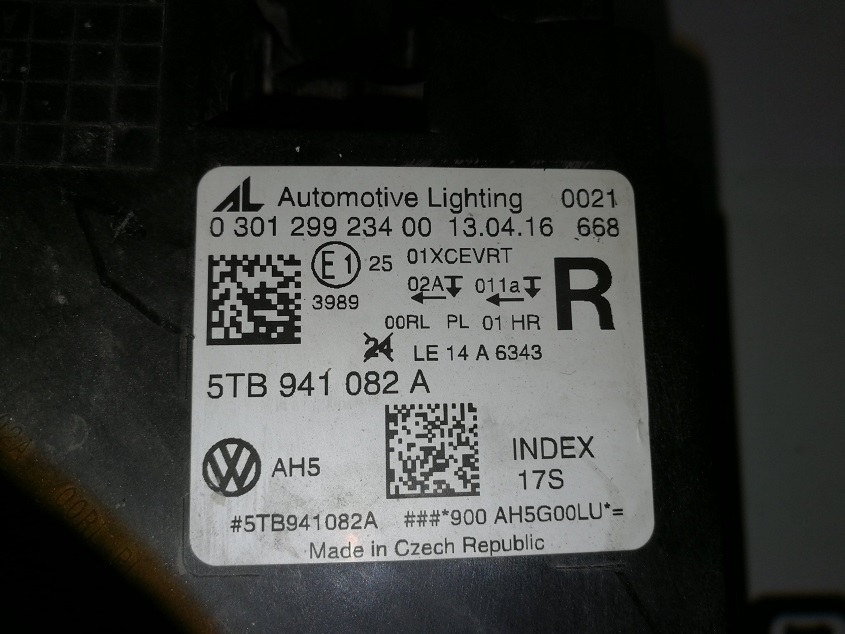 AL Automotive Lighting 0021
0 301 299 234 00 13.04.16 668
E1 25 01XCEVRT
3989 02A 011a R
00RL PL 01 HR
24 LE 14 A 6343
5TB 941 082 A
AH5 INDEX
17S
#5TB941082A ###*900 AH5G00LU*=
Made in Czech Republic